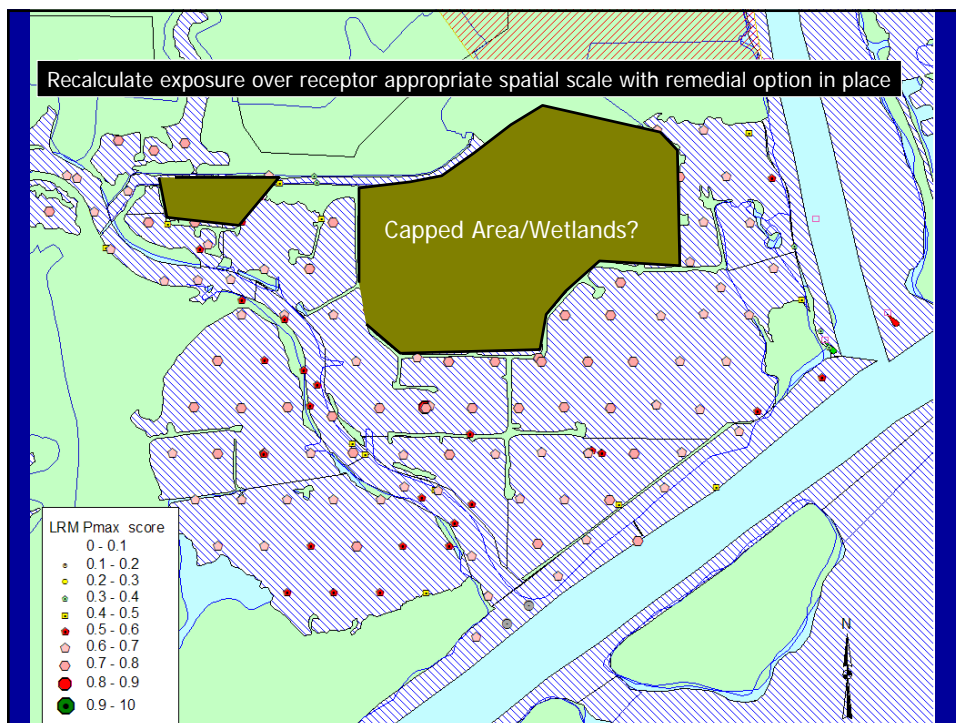 Recalculate exposure over receptor appropriate spatial scale with remedial option in place
Capped Area/Wetlands?
LRM Pmax score
0 - 0.1
0.1 - 0.2
0.2 - 0.3
0.3 - 0.4
0.4 - 0.5
0.5 - 0.6
0.6 - 0.7
0.7 - 0.8
0.8 - 0.9
0.9 - 10
N